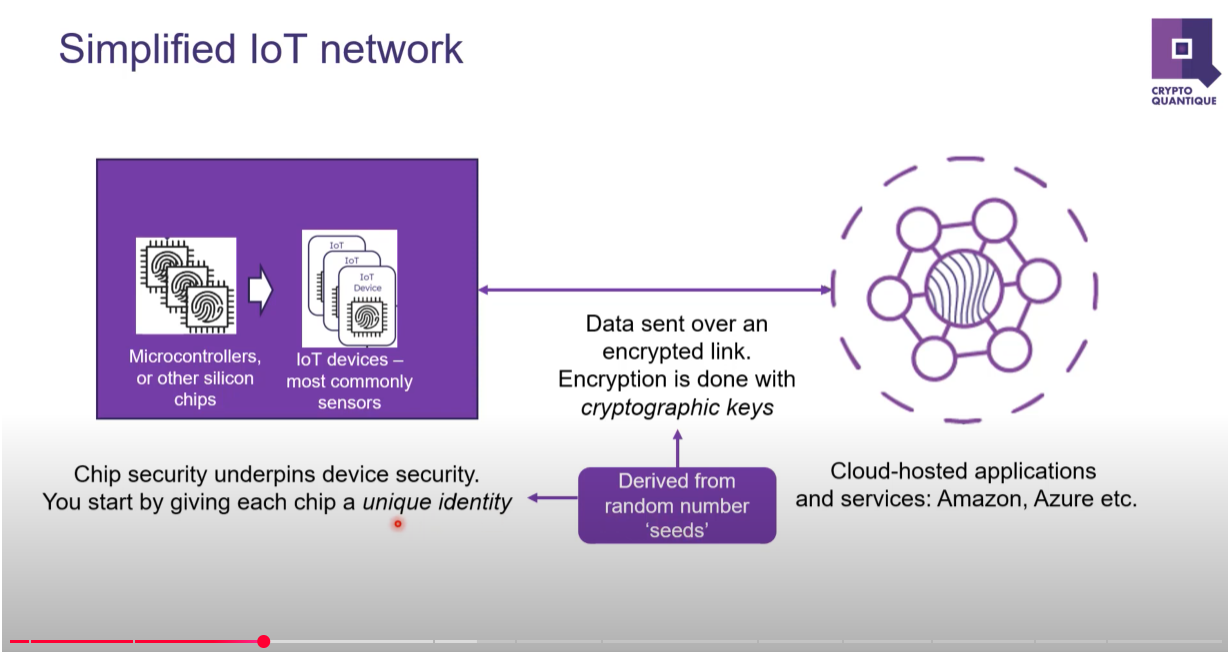 Simplified IoT network
CRYPTO
QUANTIQUE
IoT
IoT
IoT
Device
Microcontrollers,
or other silicon
chips
IoT devices –
most commonly
sensors
Data sent over an
encrypted link.
Encryption is done with
cryptographic keys
Chip security underpins device security.
You start by giving each chip a unique identity
Derived from
random number
‘seeds’
Cloud-hosted applications
and services: Amazon, Azure etc.